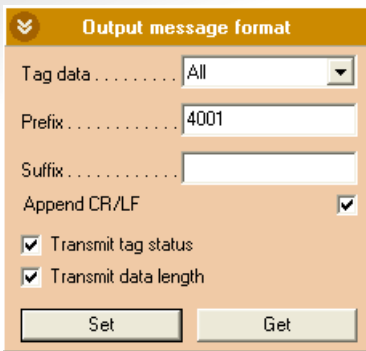 Output message format
Tag data . . . . . . . . . All
Prefix . . . . . . . . . . . . 4001
Suffix . . . . . . . . . . . .
Append CR/LF
Transmit tag status
Transmit data length
Set Get